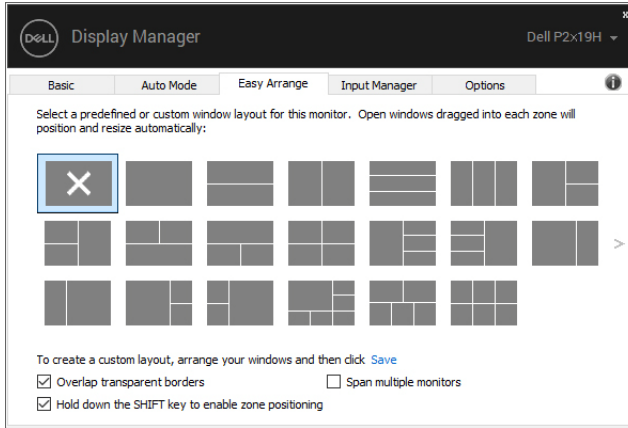 DELL Display Manager
Dell P2x19H
Basic Auto Mode Easy Arrange Input Manager Options
Select a predefined or custom window layout for this monitor. Open windows dragged into each zone will
position and resize automatically:
To create a custom layout, arrange your windows and then click Save
Overlap transparent borders Span multiple monitors
Hold down the SHIFT key to enable zone positioning